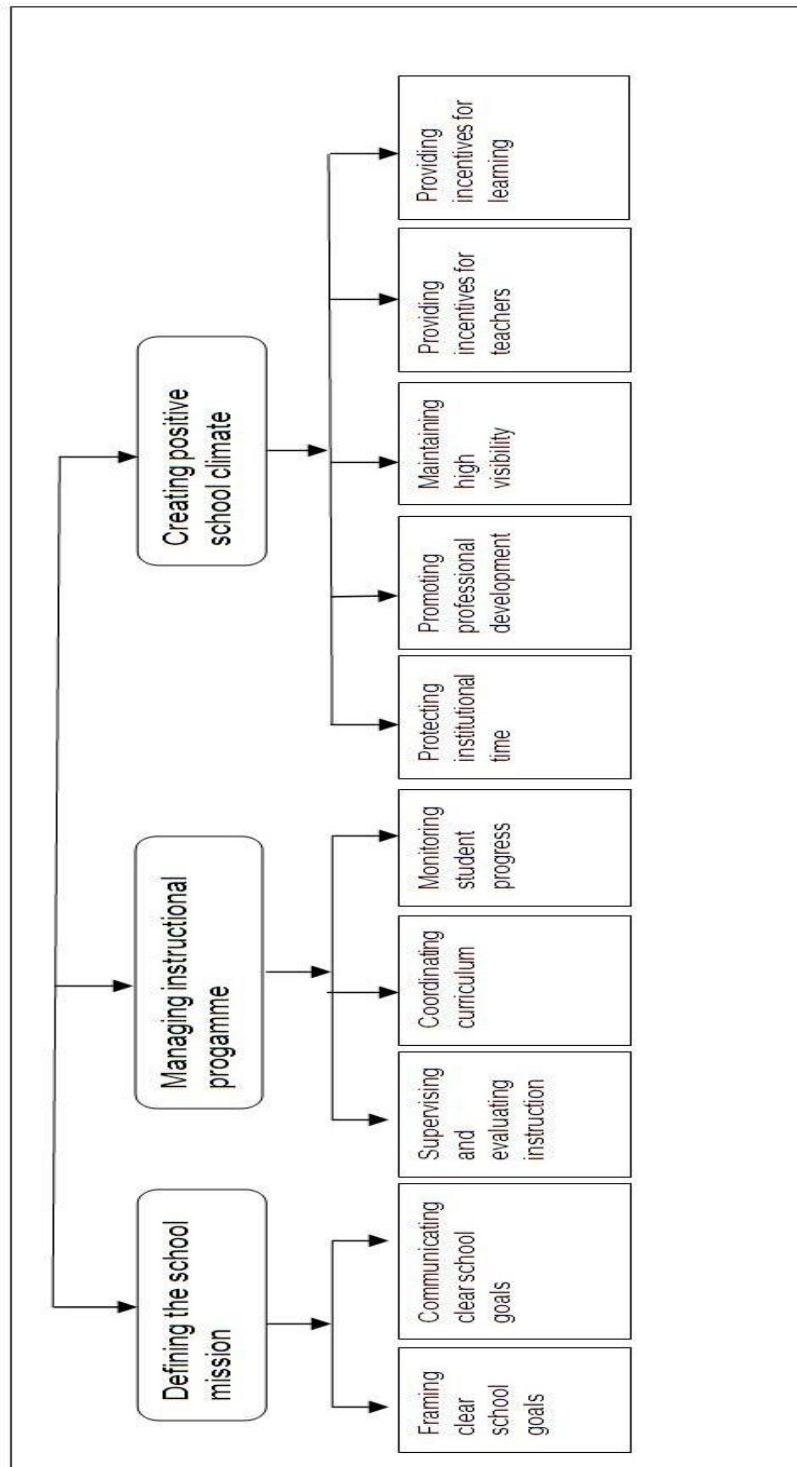 Defining the school
mission
Managing instructional
progamme
Creating positive
school climate
Framing
clear
school
goals
Communicating
clear school
goals
Supervising
and
evaluating
instruction
Coordinating
curriculum
Monitoring
student
progress
Protecting
institutional
time
Promoting
professional
development
Maintaining
high
visibility
Providing
incentives for
teachers
Providing
incentives for
learning